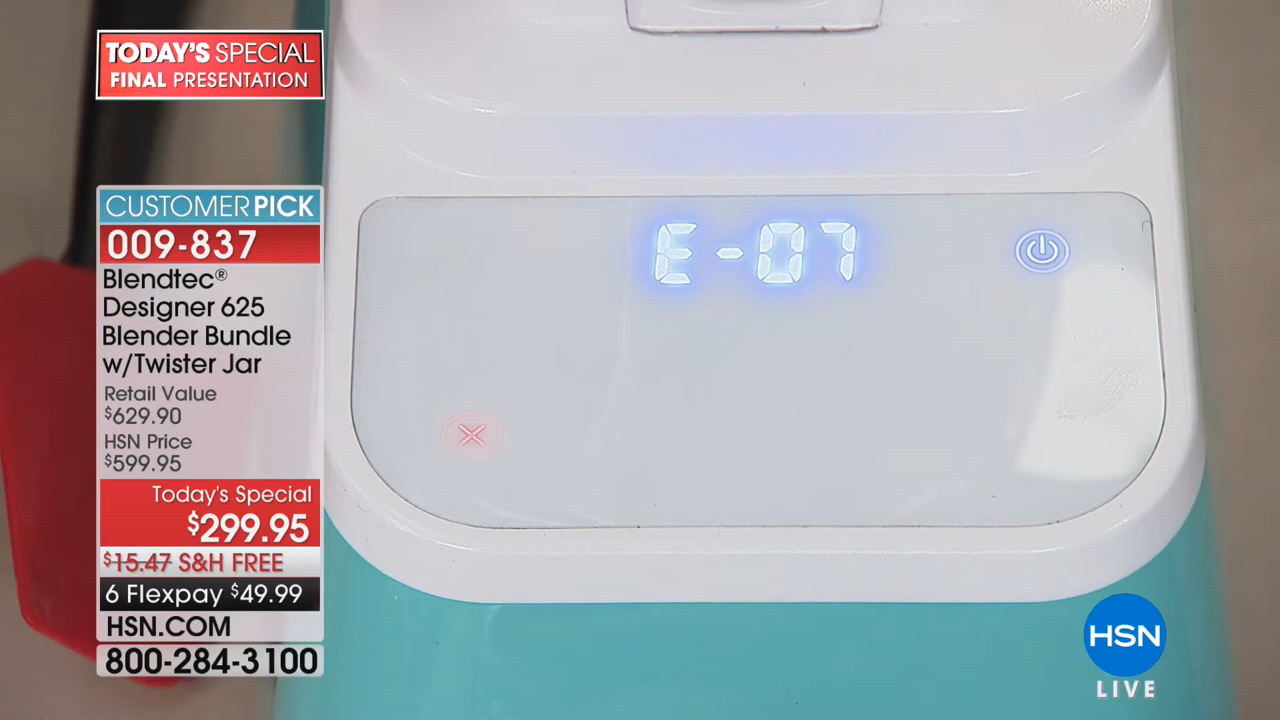 TODAY'S SPECIAL
FINAL PRESENTATION
CUSTOMER PICK
009-837
Blendtec®
Designer 625
Blender Bundle
w/Twister Jar
Retail Value
$629.90
HSN Price
$599.95
Today's Special
$299.95
$15.47 S&H FREE
6 Flexpay $49.99
HSN.COM
800-284-3100
E-07
HSN
LIVE